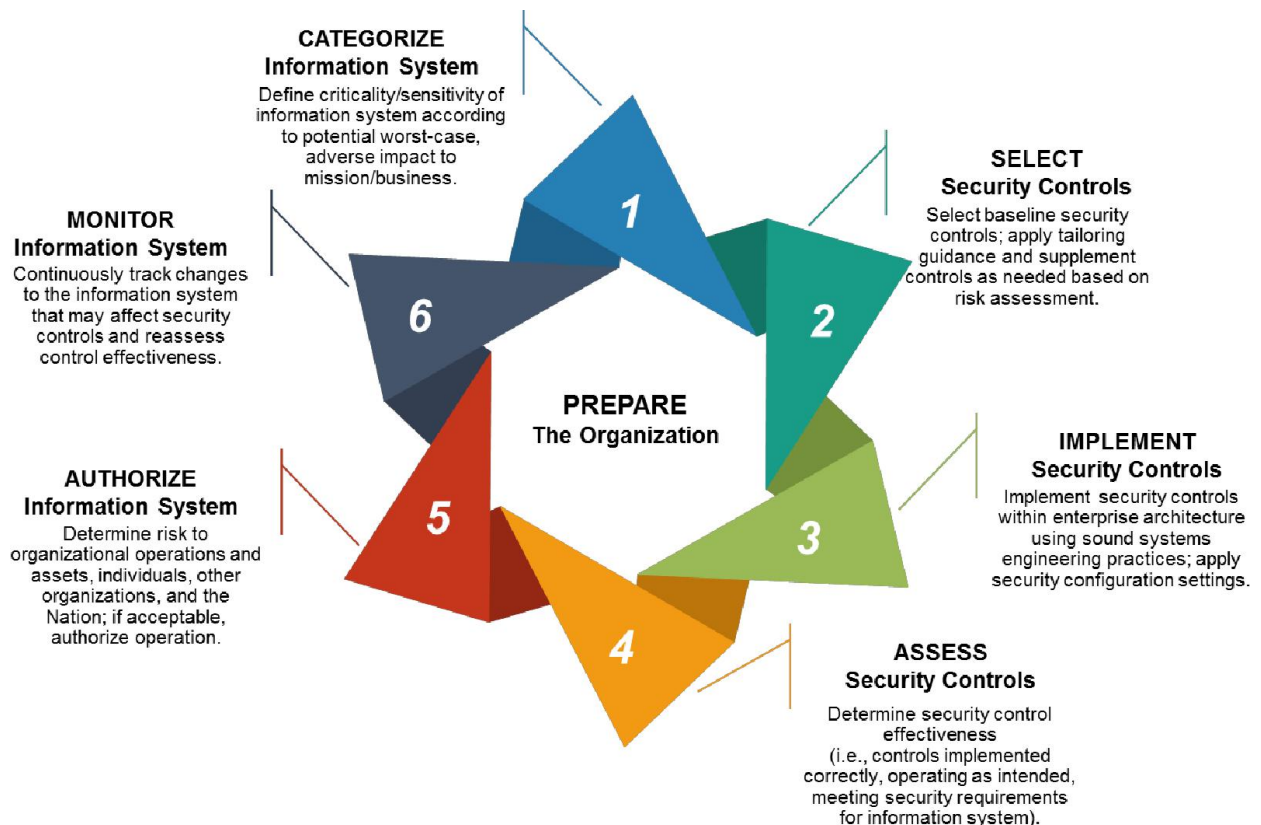 CATEGORIZE
Information System
Define criticality/sensitivity of
information system according
to potential worst-case,
adverse impact to
mission/business.
1
SELECT
Security Controls
Select baseline security
controls; apply tailoring
guidance and supplement
controls as needed based on
risk assessment.
2
MONITOR
Information System
Continuously track changes
to the information system
that may affect security
controls and reassess
control effectiveness.
6
PREPARE
The Organization
IMPLEMENT
Security Controls
Implement security controls
within enterprise architecture
using sound systems
engineering practices; apply
security configuration settings.
3
AUTHORIZE
Information System
Determine risk to
organizational operations and
assets, individuals, other
organizations, and the
Nation; if acceptable,
authorize operation.
5
4
ASSESS
Security Controls
Determine security control
effectiveness
(i.e., controls implemented
correctly, operating as intended,
meeting security requirements
for information system).